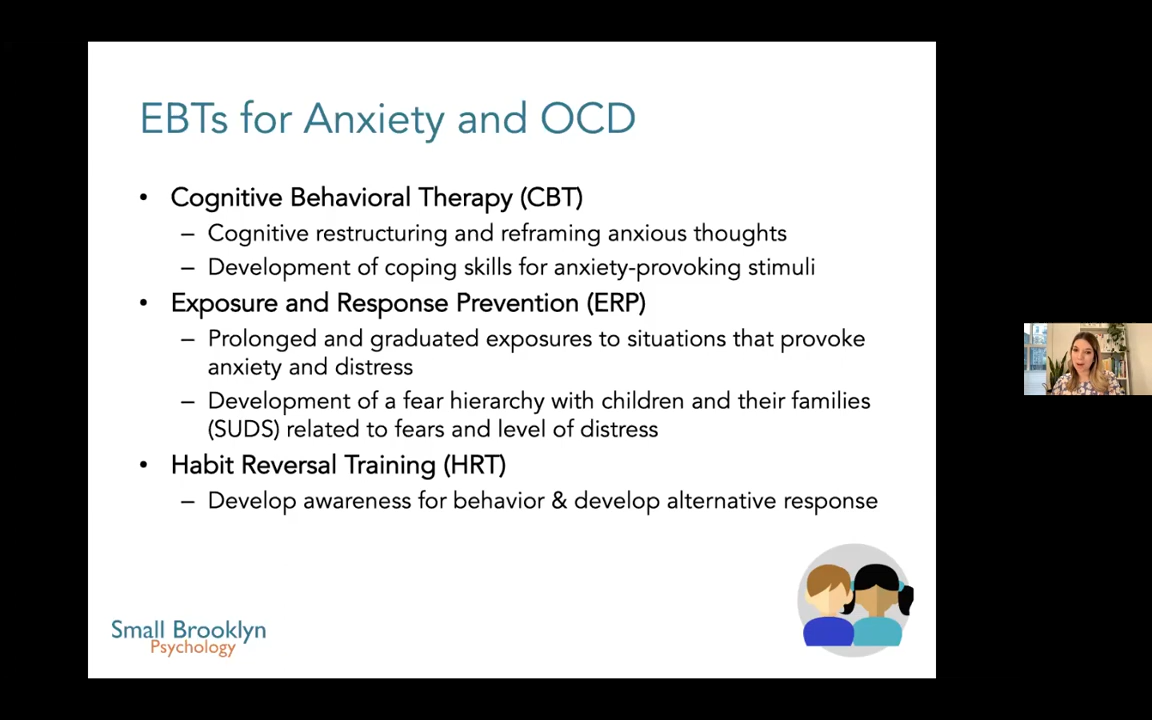 EBTs for Anxiety and OCD
• Cognitive Behavioral Therapy (CBT)
– Cognitive restructuring and reframing anxious thoughts
– Development of coping skills for anxiety-provoking stimuli
• Exposure and Response Prevention (ERP)
– Prolonged and graduated exposures to situations that provoke
anxiety and distress
– Development of a fear hierarchy with children and their families
(SUDS) related to fears and level of distress
• Habit Reversal Training (HRT)
– Develop awareness for behavior & develop alternative response
Small Brooklyn
Psychology